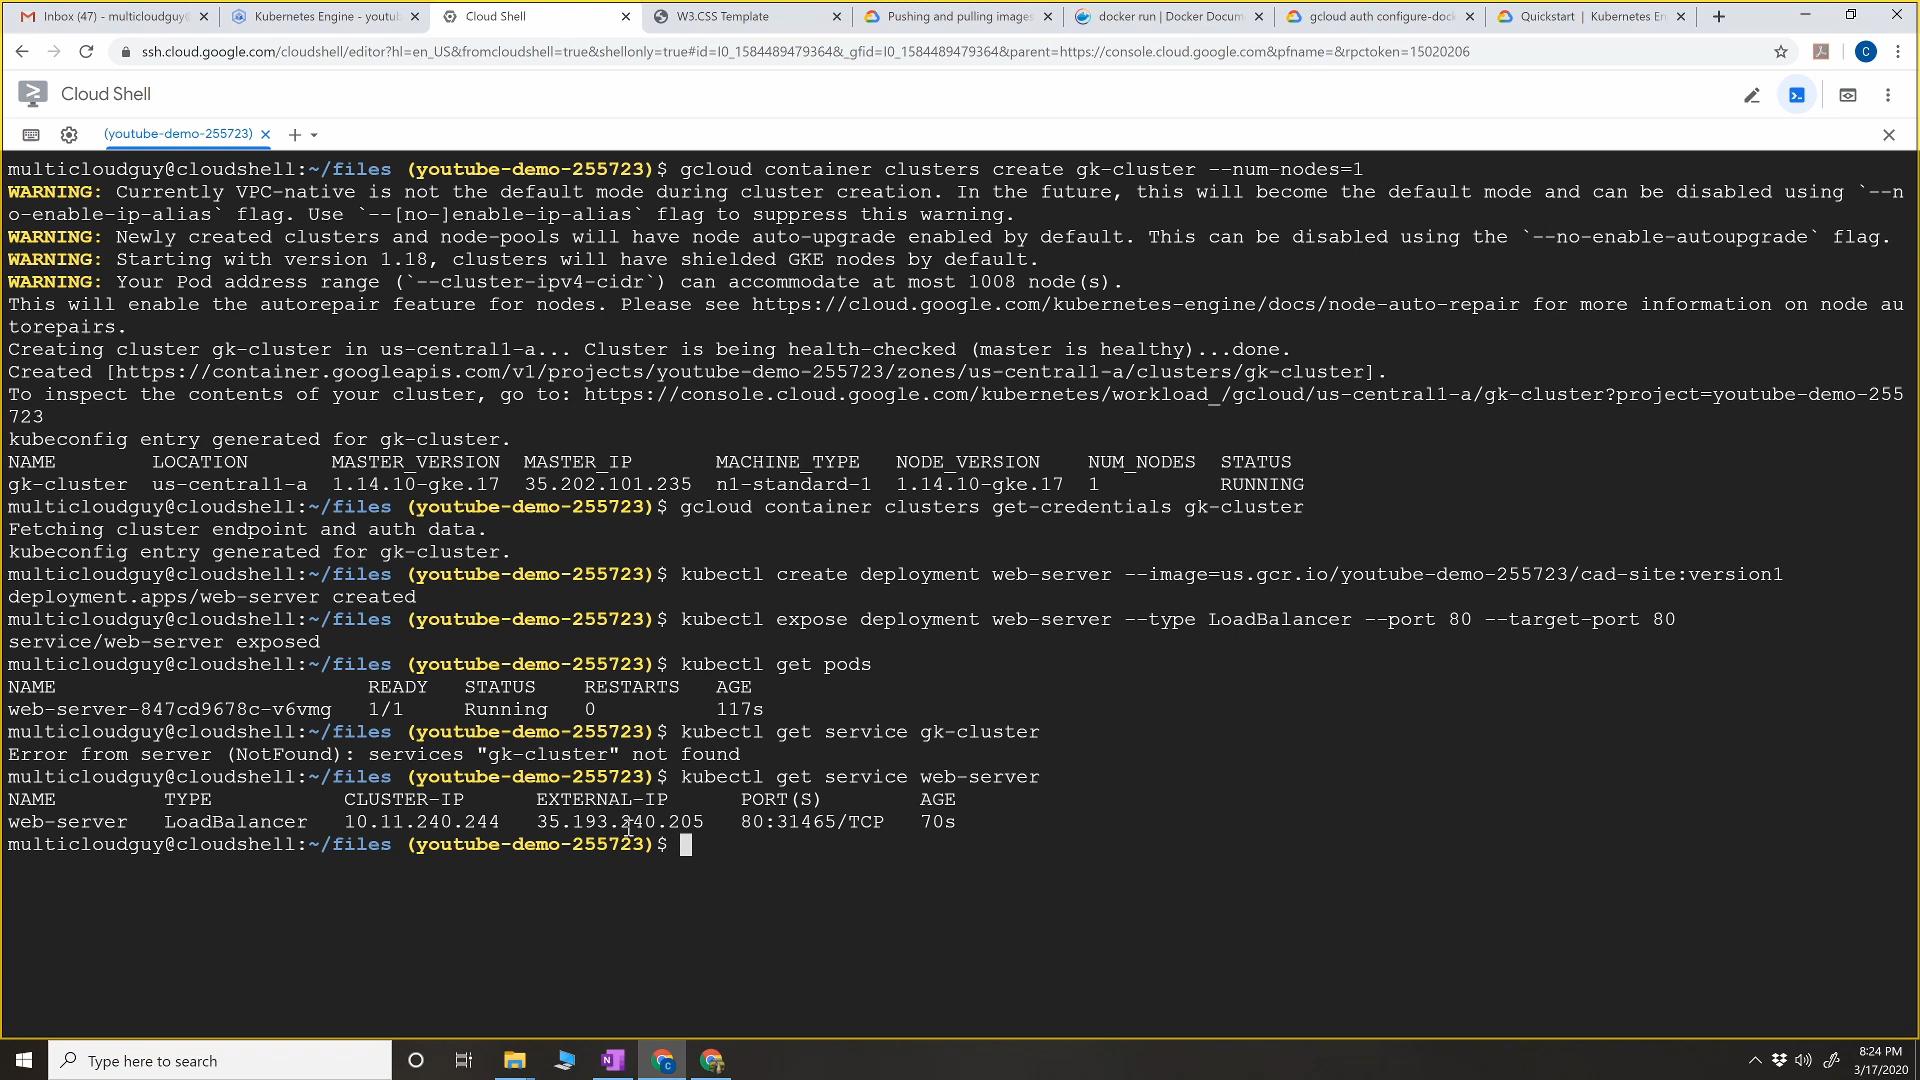 Inbox (47) - multicloudguy@
Kubernetes Engine - youtub
Cloud Shell
W3.CSS Template
Pushing and pulling images
docker run | Docker Docum
gcloud auth configure-dock
Quickstart | Kubernetes En
ssh.cloud.google.com/cloudshell/editor?hl=en_US&fromcloudshell=true&shellonly=true#id=I0_1584489479364&_gfid=I0_1584489479364&parent=https://console.cloud.google.com&pfname=&rpctoken=15020206
C
Cloud Shell
(youtube-demo-255723)
multicloudguy@cloudshell:~/files (youtube-demo-255723)$ gcloud container clusters create gk-cluster --num-nodes=1
WARNING: Currently VPC-native is not the default mode during cluster creation. In the future, this will become the default mode and can be disabled using `--n
o-enable-ip-alias` flag. Use `--[no-]enable-ip-alias` flag to suppress this warning.
WARNING: Newly created clusters and node-pools will have node auto-upgrade enabled by default. This can be disabled using the `--no-enable-autoupgrade` flag.
WARNING: Starting with version 1.18, clusters will have shielded GKE nodes by default.
WARNING: Your Pod address range (`--cluster-ipv4-cidr`) can accommodate at most 1008 node(s).
This will enable the autorepair feature for nodes. Please see https://cloud.google.com/kubernetes-engine/docs/node-auto-repair for more information on node au
torepairs.
Creating cluster gk-cluster in us-central1-a... Cluster is being health-checked (master is healthy)...done.
Created [https://container.googleapis.com/v1/projects/youtube-demo-255723/zones/us-central1-a/clusters/gk-cluster].
To inspect the contents of your cluster, go to: https://console.cloud.google.com/kubernetes/workload_/gcloud/us-central1-a/gk-cluster?project=youtube-demo-255
723
kubeconfig entry generated for gk-cluster.
NAME LOCATION MASTER_VERSION MASTER_IP MACHINE_TYPE NODE_VERSION NUM_NODES STATUS
gk-cluster us-central1-a 1.14.10-gke.17 35.202.101.235 n1-standard-1 1.14.10-gke.17 1 RUNNING
multicloudguy@cloudshell:~/files (youtube-demo-255723)$ gcloud container clusters get-credentials gk-cluster
Fetching cluster endpoint and auth data.
kubeconfig entry generated for gk-cluster.
multicloudguy@cloudshell:~/files (youtube-demo-255723)$ kubectl create deployment web-server --image=us.gcr.io/youtube-demo-255723/cad-site:version1
deployment.apps/web-server created
multicloudguy@cloudshell:~/files (youtube-demo-255723)$ kubectl expose deployment web-server --type LoadBalancer --port 80 --target-port 80
service/web-server exposed
multicloudguy@cloudshell:~/files (youtube-demo-255723)$ kubectl get pods
NAME READY STATUS RESTARTS AGE
web-server-847cd9678c-v6vmg 1/1 Running 0 117s
multicloudguy@cloudshell:~/files (youtube-demo-255723)$ kubectl get service gk-cluster
Error from server (NotFound): services "gk-cluster" not found
multicloudguy@cloudshell:~/files (youtube-demo-255723)$ kubectl get service web-server
NAME TYPE CLUSTER-IP EXTERNAL-IP PORT(S) AGE
web-server LoadBalancer 10.11.240.244 35.193.240.205 80:31465/TCP 70s
multicloudguy@cloudshell:~/files (youtube-demo-255723)$
Type here to search
8:24 PM
3/17/2020